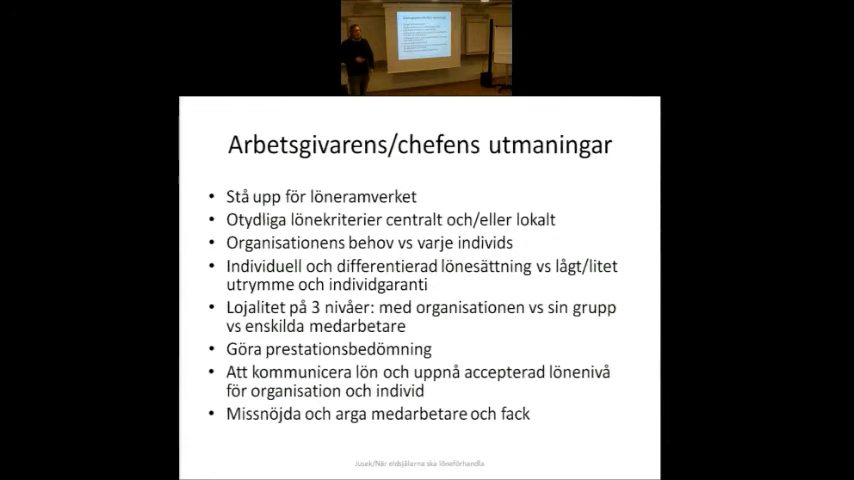 Arbetsgivarens/chefens utmaningar
• Stå upp för löneramverket
• Otydliga lönekriterier centralt och/eller lokalt
• Organisationens behov vs varje individs
• Individuell och differentierad lönesättning vs lågt/litet
utrymme och individgaranti
• Lojalitet på 3 nivåer: med organisationen vs sin grupp
vs enskilda medarbetare
• Göra prestationsbedömning
• Att kommunicera lön och uppnå accepterad lönenivå
för organisation och individ
• Missnöjda och arga medarbetare och fack
Jusek/När eldsjälarna ska löneförhandla